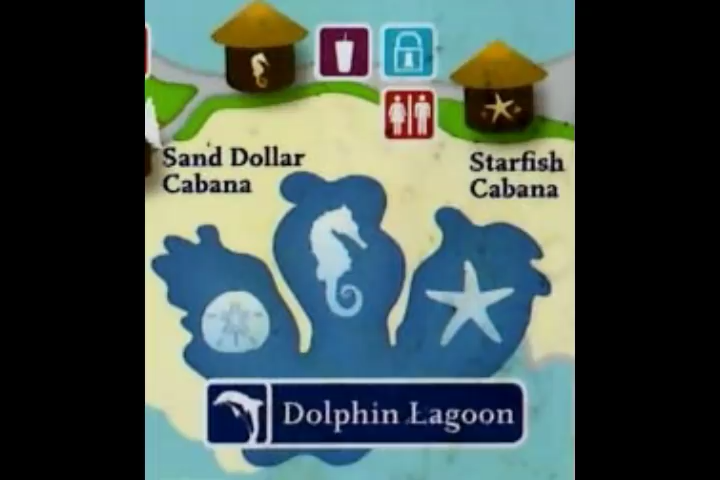 Sand Dollar
Cabana
Starfish
Cabana
Dolphin Lagoon